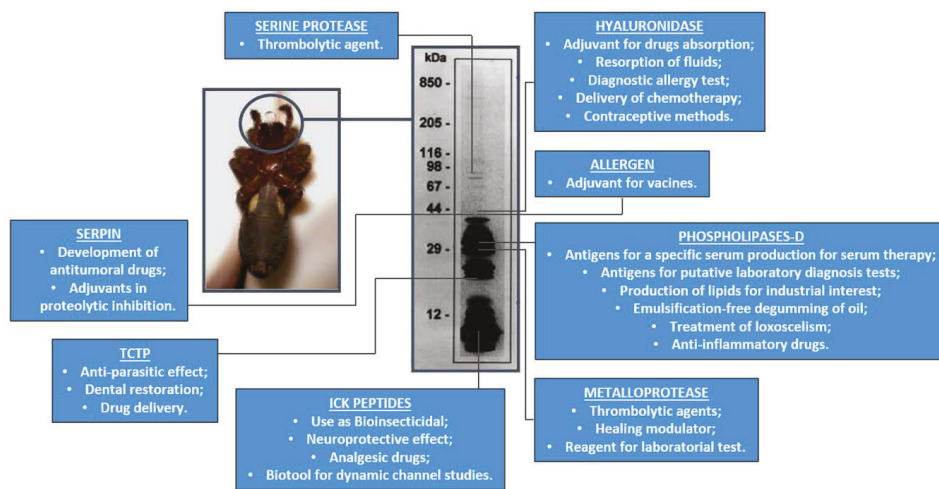 SERINE PROTEASE
• Thrombolytic agent.
HYALURONIDASE
• Adjuvant for drugs absorption;
• Resorption of fluids;
• Diagnostic allergy test;
• Delivery of chemotherapy;
• Contraceptive methods.
kDa
850 -
205 -
116 -
98 -
67 -
44 -
29 -
12 -
ALLERGEN
• Adjuvant for vacines.
SERPIN
• Development of
antitumoral drugs;
• Adjuvants in
proteolytic inhibition.
PHOSPHOLIPASES-D
• Antigens for a specific serum production for serum therapy;
• Antigens for putative laboratory diagnosis tests;
• Production of lipids for industrial interest;
• Emulsification-free degumming of oil;
• Treatment of loxoscelism;
• Anti-inflammatory drugs.
TCTP
• Anti-parasitic effect;
• Dental restoration;
• Drug delivery.
ICK PEPTIDES
• Use as Bioinsecticidal;
• Neuroprotective effect;
• Analgesic drugs;
• Biotool for dynamic channel studies.
METALLOPROTEASE
• Thrombolytic agents;
• Healing modulator;
• Reagent for laboratorial test.